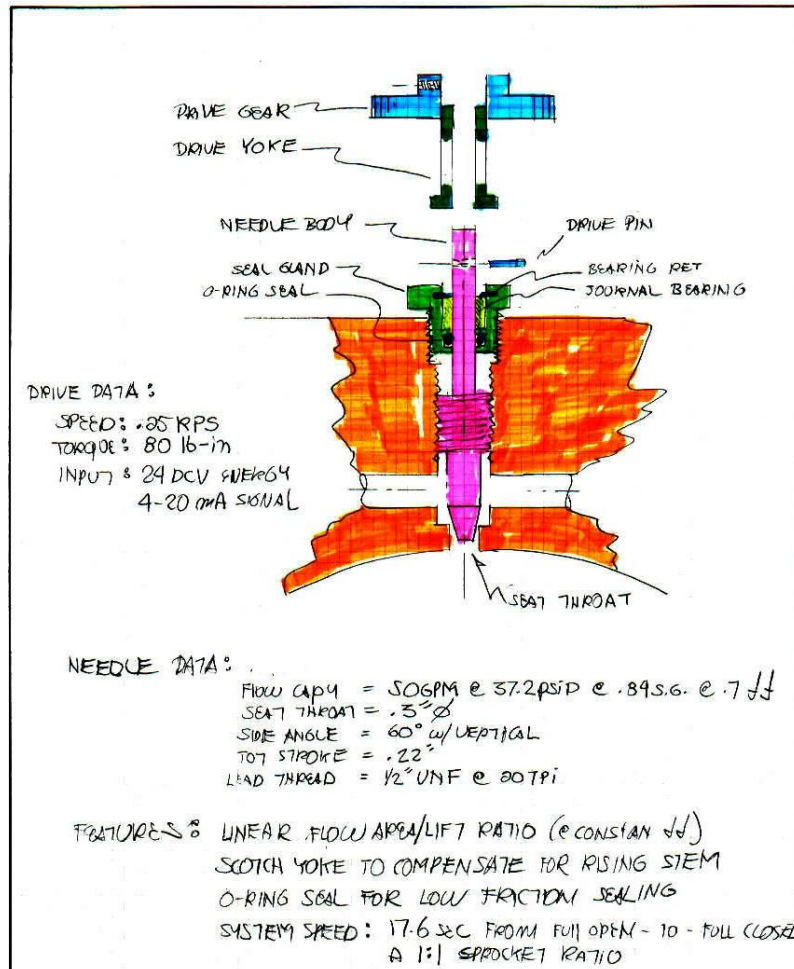 DRIVE GEAR
DRIVE YOKE
NEEDLE BODY
DRIVE PIN
SEAL GLAND
BEARING RET
O-RING SEAL
JOURNAL BEARING
DRIVE DATA:
SPEED: .25 RPS
TORQUE: 80 lb-in
INPUT: 24 DCV ENERGY
4-20 mA SIGNAL
SEAT THROAT
NEEDLE DATA:
FLOW CAPY = 50GPM @ 37.2PSID @ .84S.G. @ .7 ff
SEAT THROAT = .3"Ø
SIDE ANGLE = 60° W/VERTICAL
TOT STROKE = .22"
LEAD THREAD = 1/2" UNF @ 20TPi
FEATURES: LINEAR FLOW AREA/LIFT RATIO (@ CONSTAN ff)
SCOTCH YOKE TO COMPENSATE FOR RISING STEM
O-RING SEAL FOR LOW FRICTION SEALING
SYSTEM SPEED: 17.6 SEC FROM FULL OPEN-TO-FULL CLOSED
A 1:1 SPROCKET RATIO